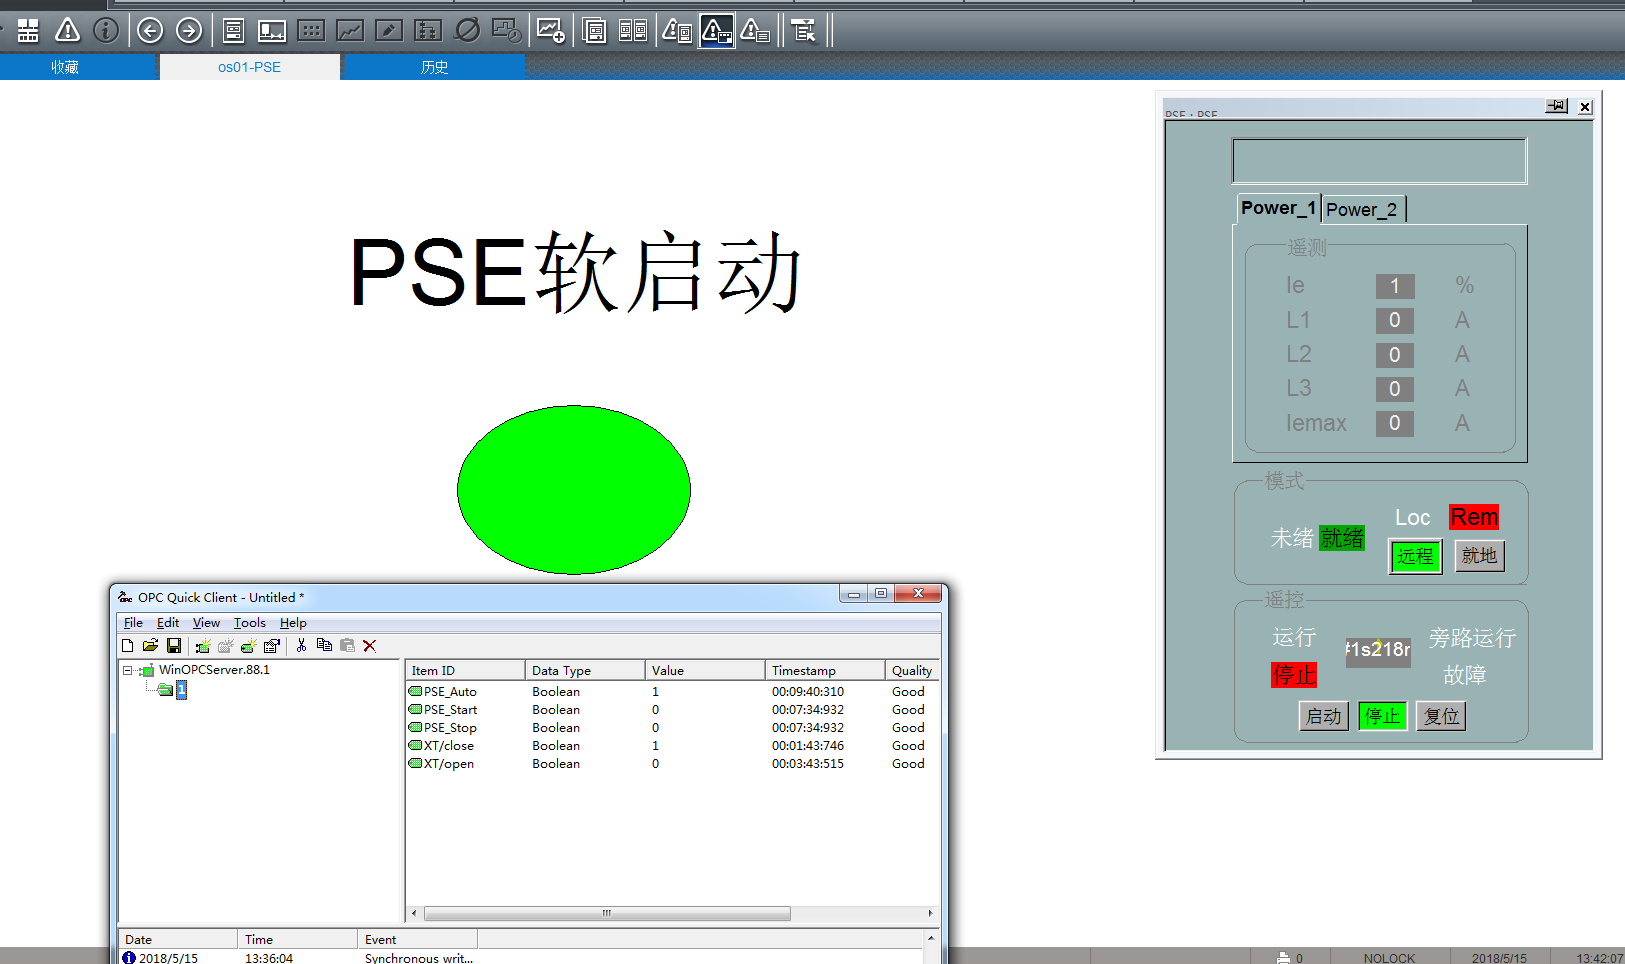 收藏
os01-PSE
历史
PSE : PSE
PSE软启动
Power_1 Power_2
遥测
Ie 1 %
L1 0 A
L2 0 A
L3 0 A
Iemax 0 A
模式
Loc Rem
未绪 就绪
远程 就地
遥控
运行 旁路运行
停止 故障
启动 停止 复位
OPC Quick Client - Untitled *
File Edit View Tools Help
WinOPCServer.88.1
1
Item ID Data Type Value Timestamp Quality
PSE_Auto Boolean 1 00:09:40:310 Good
PSE_Start Boolean 0 00:07:34:932 Good
PSE_Stop Boolean 0 00:07:34:932 Good
XT/close Boolean 1 00:01:43:746 Good
XT/open Boolean 0 00:03:43:515 Good
Date Time Event
2018/5/15 13:36:04 Synchronous writ...
0 NOLOCK 2018/5/15 13:42:07